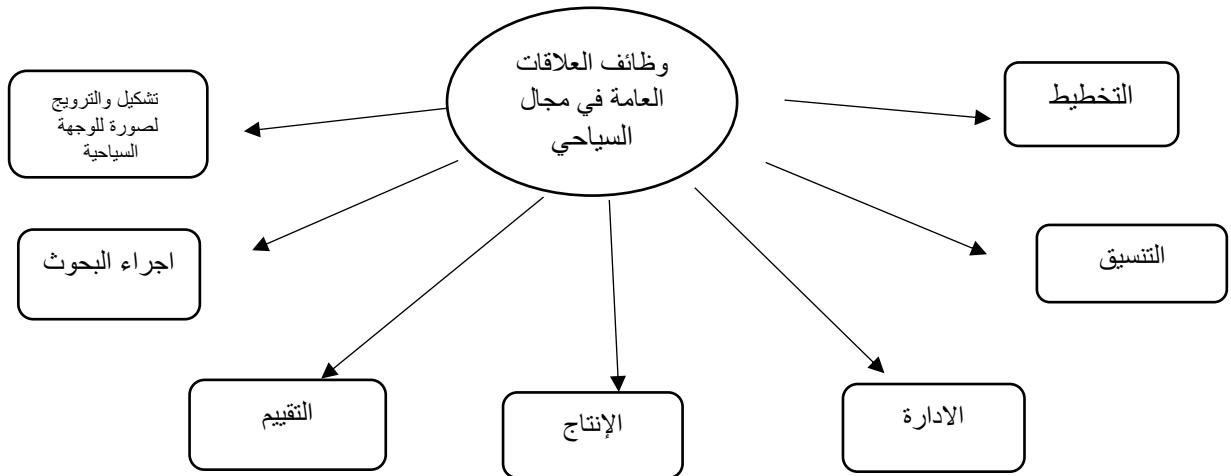 وظائف العلاقات
العامة في مجال
السياحي
التخطيط
التنسيق
الادارة
الإنتاج
التقييم
اجراء البحوث
تشكيل والترويج
لصورة للوجهة
السياحية